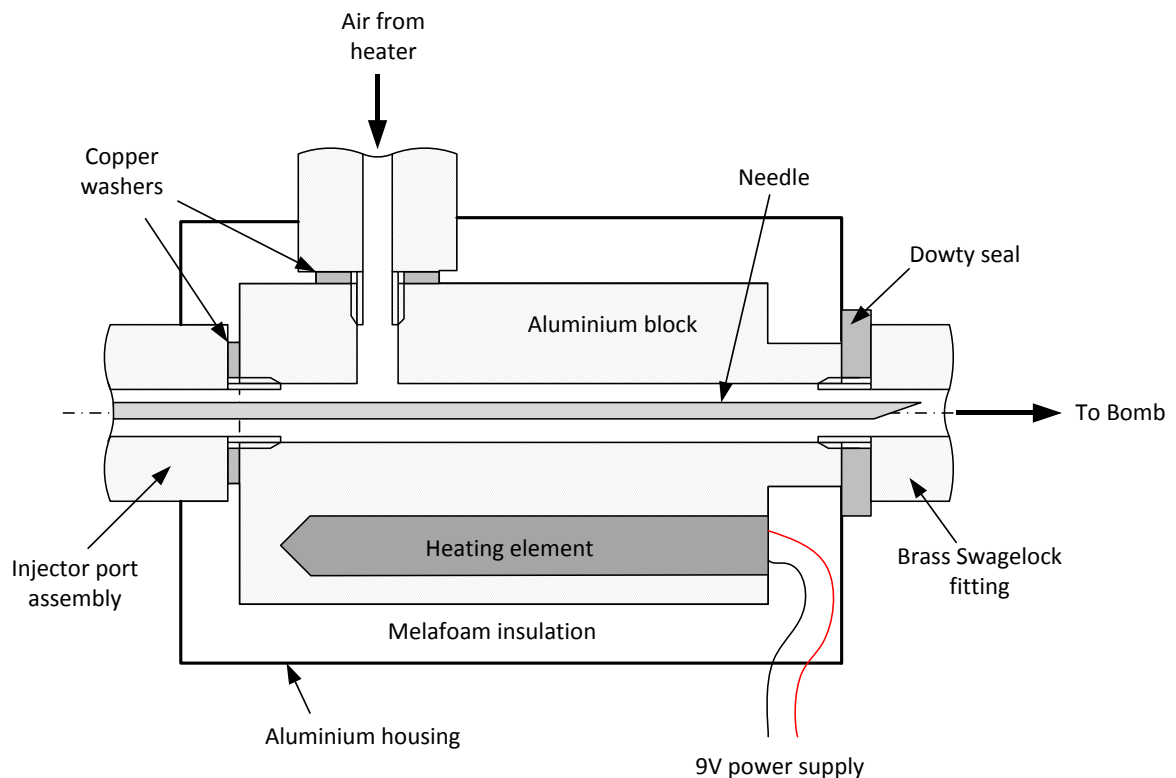 Air from
heater
Copper
washers
Needle
Dowty seal
Aluminium block
To Bomb
Heating element
Injector port
assembly
Brass Swagelock
fitting
Melafoam insulation
Aluminium housing
9V power supply